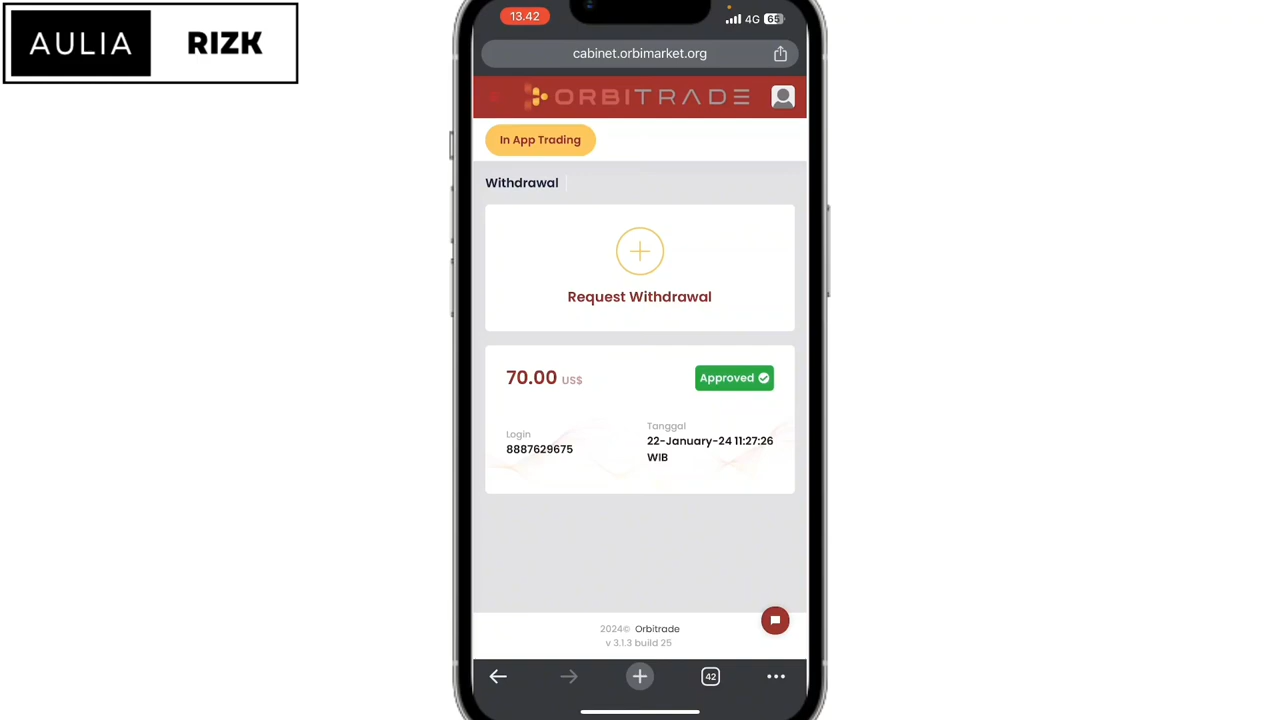 AULIA RIZK
13.42
4G 65
cabinet.orbimarket.org
ORBITRADE
In App Trading
Withdrawal
Request Withdrawal
70.00 US$
Approved
Login
8887629675
Tanggal
22-January-24 11:27:26
WIB
2024© Orbitrade
v 3.1.3 build 25
42